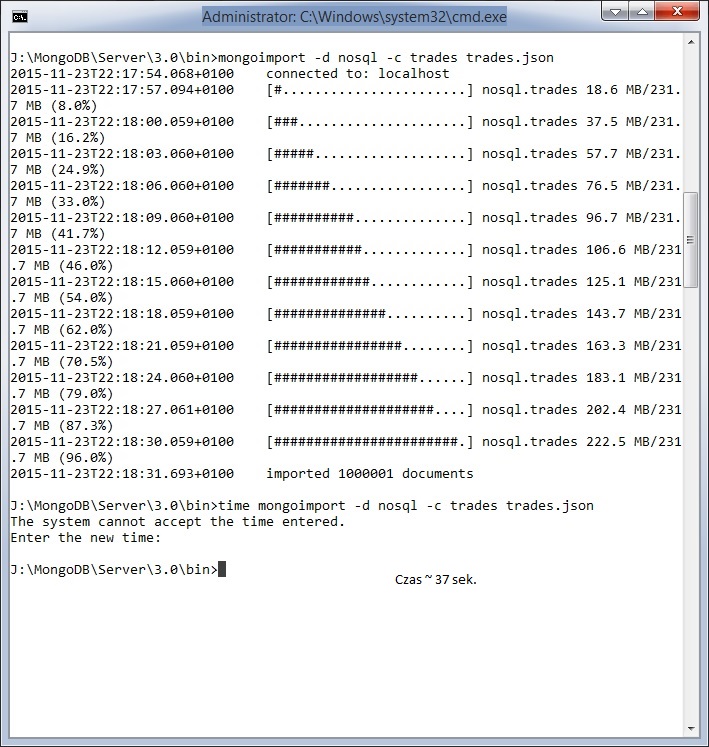 Administrator: C:\Windows\system32\cmd.exe
J:\MongoDB\Server\3.0\bin>mongoimport -d nosql -c trades trades.json
2015-11-23T22:17:54.068+0100    connected to: localhost
2015-11-23T22:17:57.094+0100    [#.......................] nosql.trades 18.6 MB/231.
7 MB (8.0%)
2015-11-23T22:18:00.059+0100    [###.....................] nosql.trades 37.5 MB/231.
7 MB (16.2%)
2015-11-23T22:18:03.060+0100    [#####...................] nosql.trades 57.7 MB/231.
7 MB (24.9%)
2015-11-23T22:18:06.060+0100    [#######.................] nosql.trades 76.5 MB/231.
7 MB (33.0%)
2015-11-23T22:18:09.060+0100    [##########..............] nosql.trades 96.7 MB/231.
7 MB (41.7%)
2015-11-23T22:18:12.059+0100    [###########.............] nosql.trades 106.6 MB/231
.7 MB (46.0%)
2015-11-23T22:18:15.060+0100    [############............] nosql.trades 125.1 MB/231
.7 MB (54.0%)
2015-11-23T22:18:18.059+0100    [##############..........] nosql.trades 143.7 MB/231
.7 MB (62.0%)
2015-11-23T22:18:21.059+0100    [################........] nosql.trades 163.3 MB/231
.7 MB (70.5%)
2015-11-23T22:18:24.060+0100    [##################......] nosql.trades 183.1 MB/231
.7 MB (79.0%)
2015-11-23T22:18:27.061+0100    [####################....] nosql.trades 202.4 MB/231
.7 MB (87.3%)
2015-11-23T22:18:30.059+0100    [#######################.] nosql.trades 222.5 MB/231
.7 MB (96.0%)
2015-11-23T22:18:31.693+0100    imported 1000001 documents
J:\MongoDB\Server\3.0\bin>time mongoimport -d nosql -c trades trades.json
The system cannot accept the time entered.
Enter the new time:
J:\MongoDB\Server\3.0\bin>
Czas ~ 37 sek.